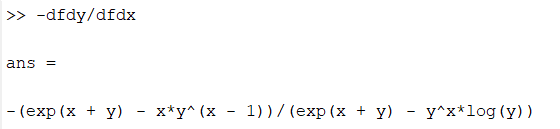 >> -dfdy/dfdx
ans =
-(exp(x + y) - x*y^(x - 1))/(exp(x + y) - y^x*log(y))